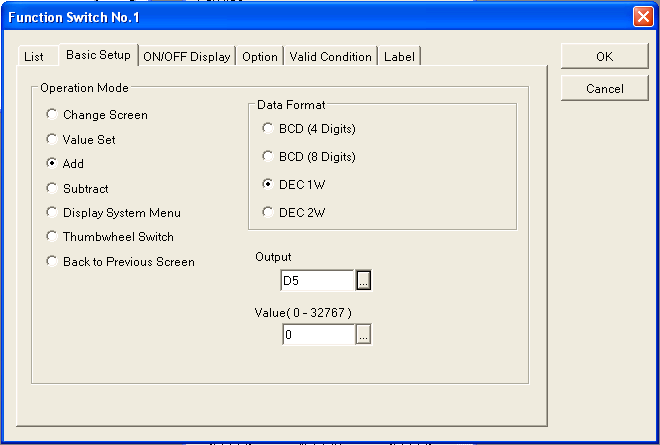 Function Switch No.1
List Basic Setup ON/OFF Display Option Valid Condition Label
OK
Cancel
Operation Mode
Change Screen
Value Set
Add
Subtract
Display System Menu
Thumbwheel Switch
Back to Previous Screen
Data Format
BCD (4 Digits)
BCD (8 Digits)
DEC 1W
DEC 2W
Output
D5 ...
Value( 0 - 32767 )
0 ...